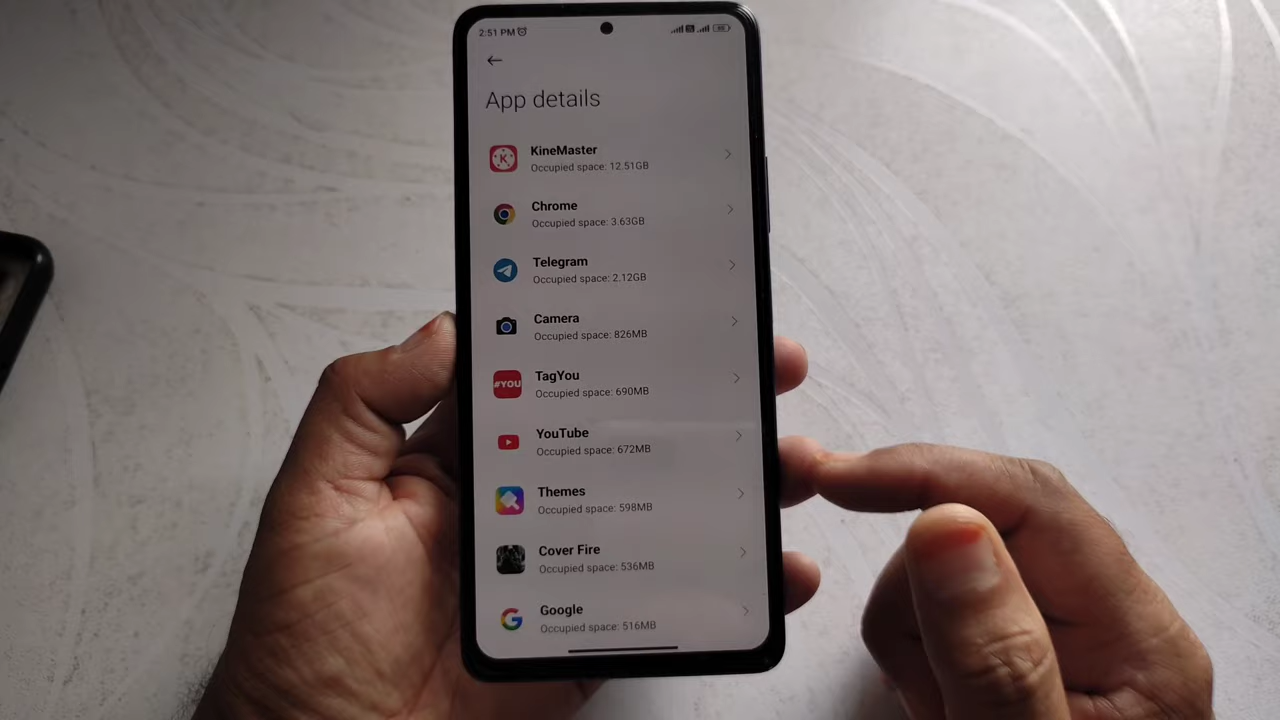 2:51 PM
App details
KineMaster
Occupied space: 12.51GB
Chrome
Occupied space: 3.63GB
Telegram
Occupied space: 2.12GB
Camera
Occupied space: 826MB
#YOU
TagYou
Occupied space: 690MB
YouTube
Occupied space: 672MB
Themes
Occupied space: 598MB
Cover Fire
Occupied space: 536MB
Google
Occupied space: 516MB